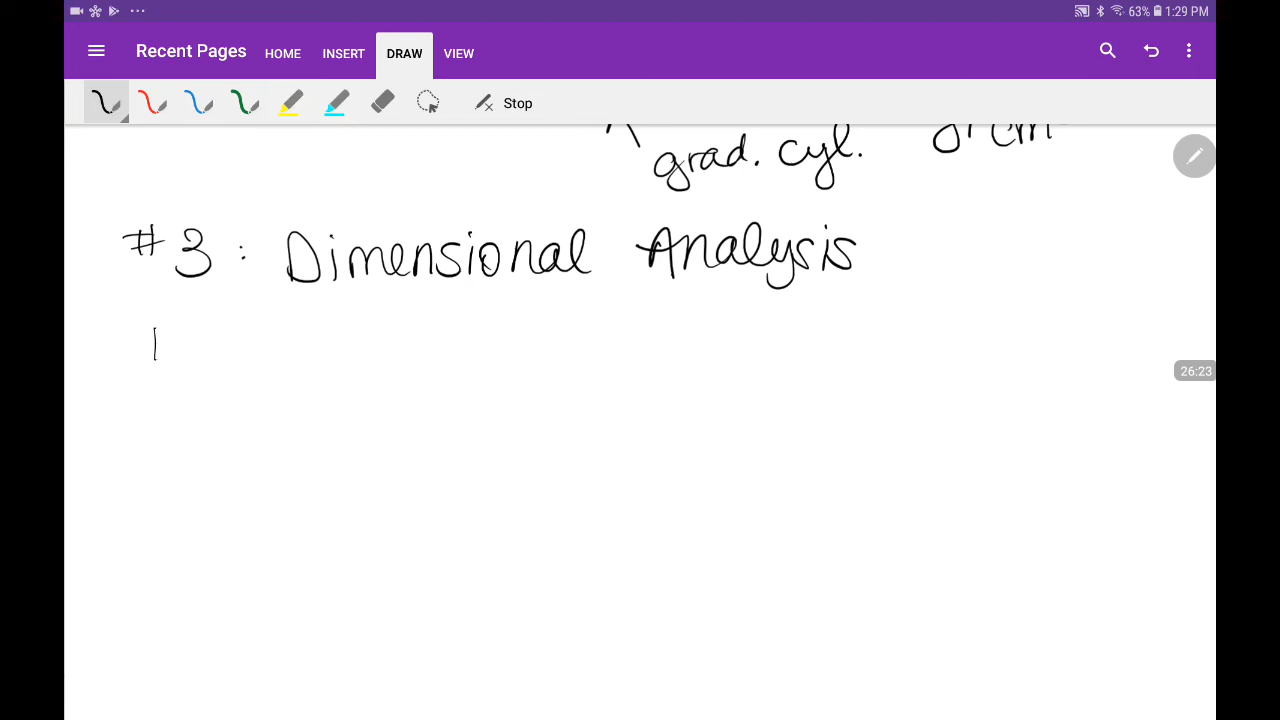 63% 1:29 PM
Recent Pages HOME INSERT DRAW VIEW
Stop
grad. cyl.
#3: Dimensional Analysis
26:23